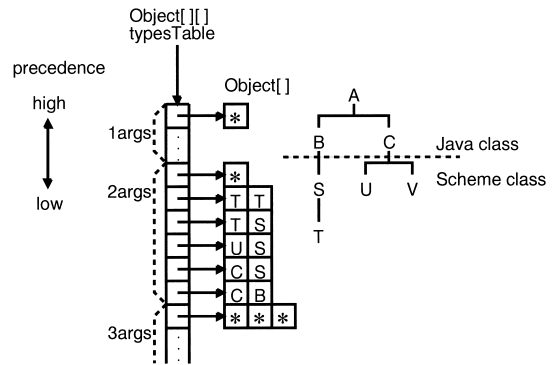 Object[ ][ ]
typesTable
precedence
high
low
Object[ ]
1args
*
2args
*
T T
T S
U S
C S
C B
3args
* * *
A
B C
Java class
Scheme class
S U V
T